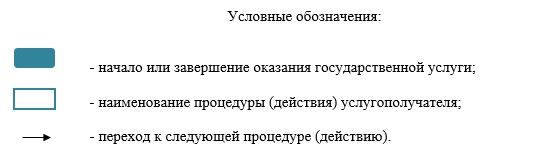 Условные обозначения:
- начало или завершение оказания государственной услуги;
- наименование процедуры (действия) услугополучателя;
- переход к следующей процедуре (действию).